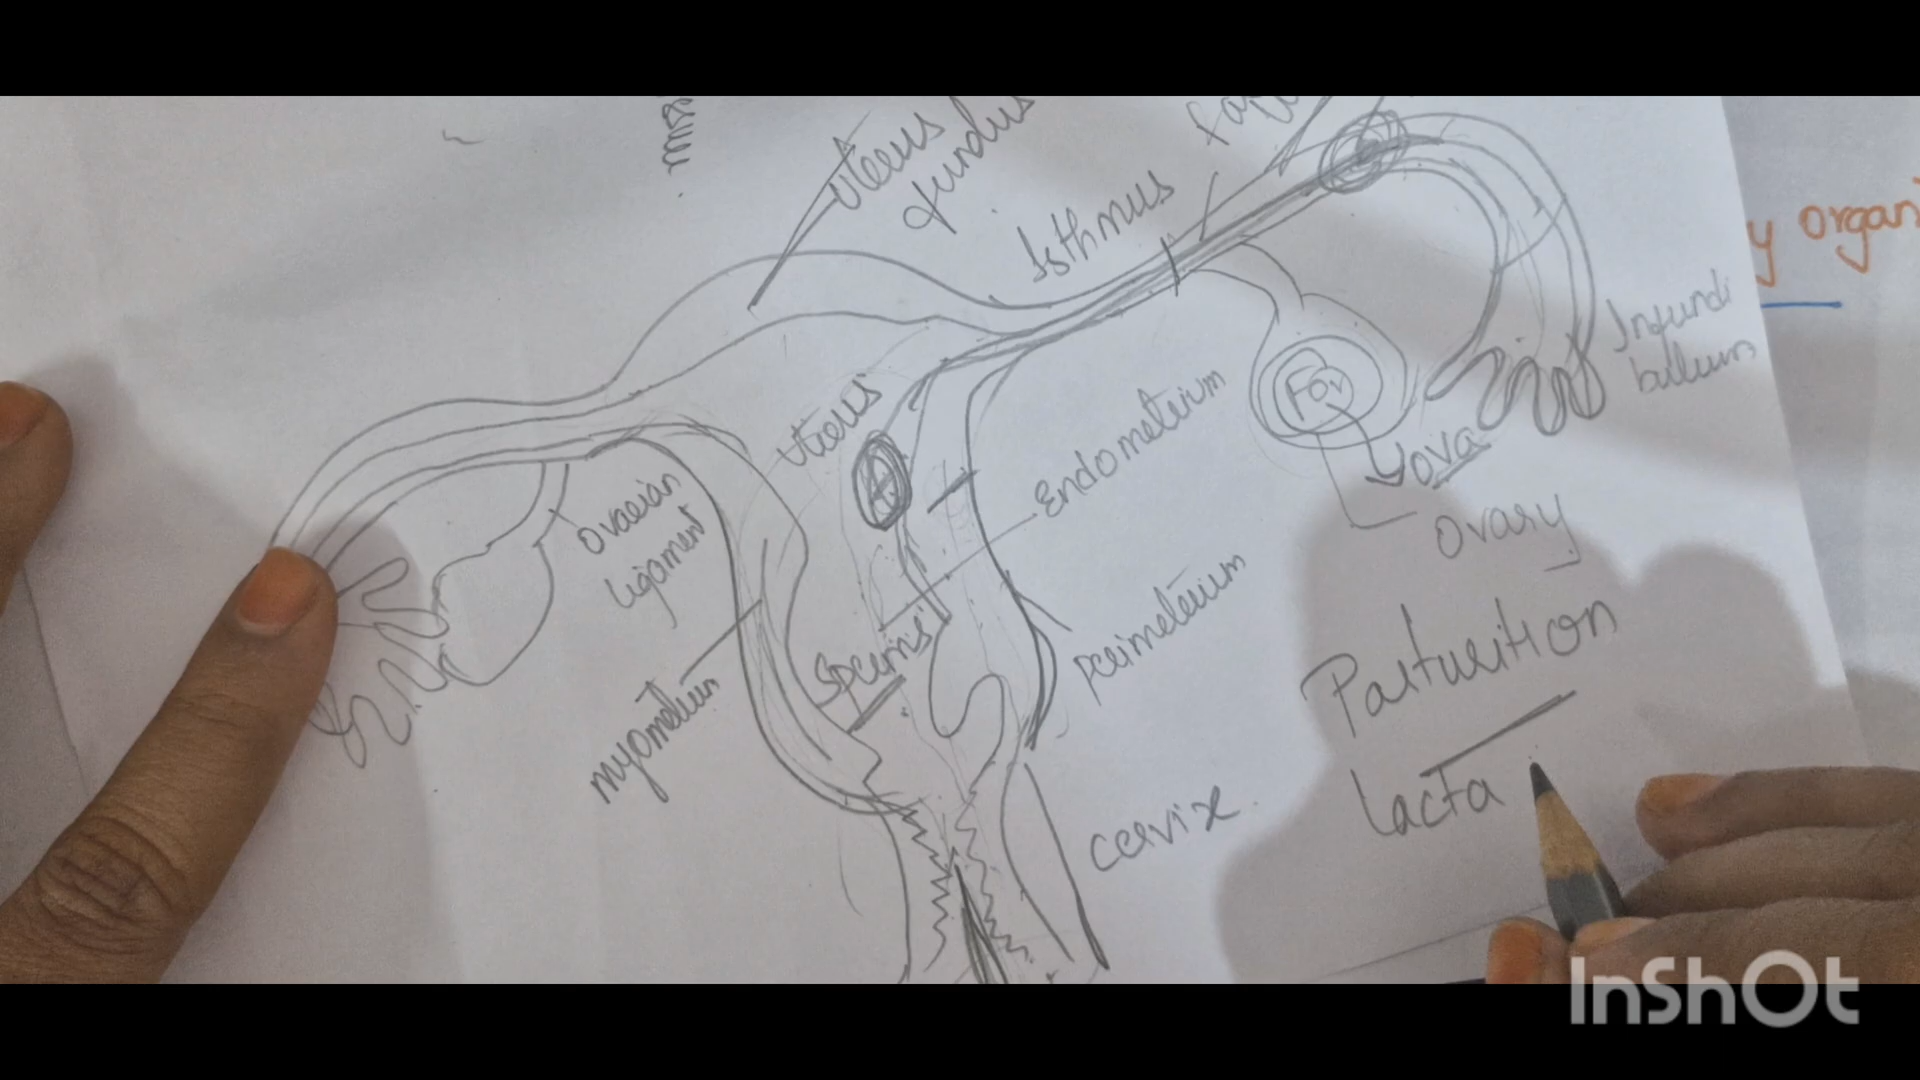 uterus
fundus
Isthmus
y organ
Infundi
bulum
uterus
Endometrium
Fov
ova
ovary
ovarian
ligament
perimetrium
Sperms
myometrium
Parturition
Lacta
cervix
InShOt